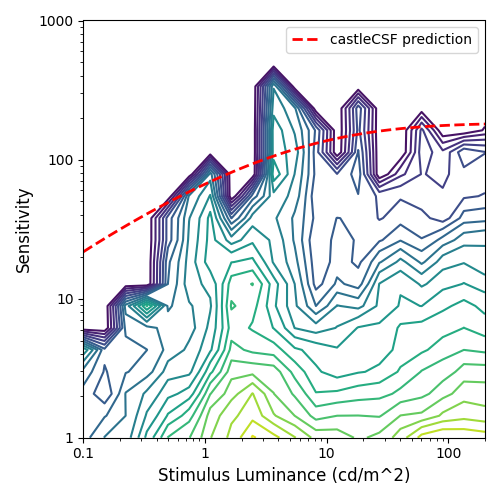 1000
castleCSF prediction
100
10
1
Sensitivity
0.1 1 10 100
Stimulus Luminance (cd/m^2)